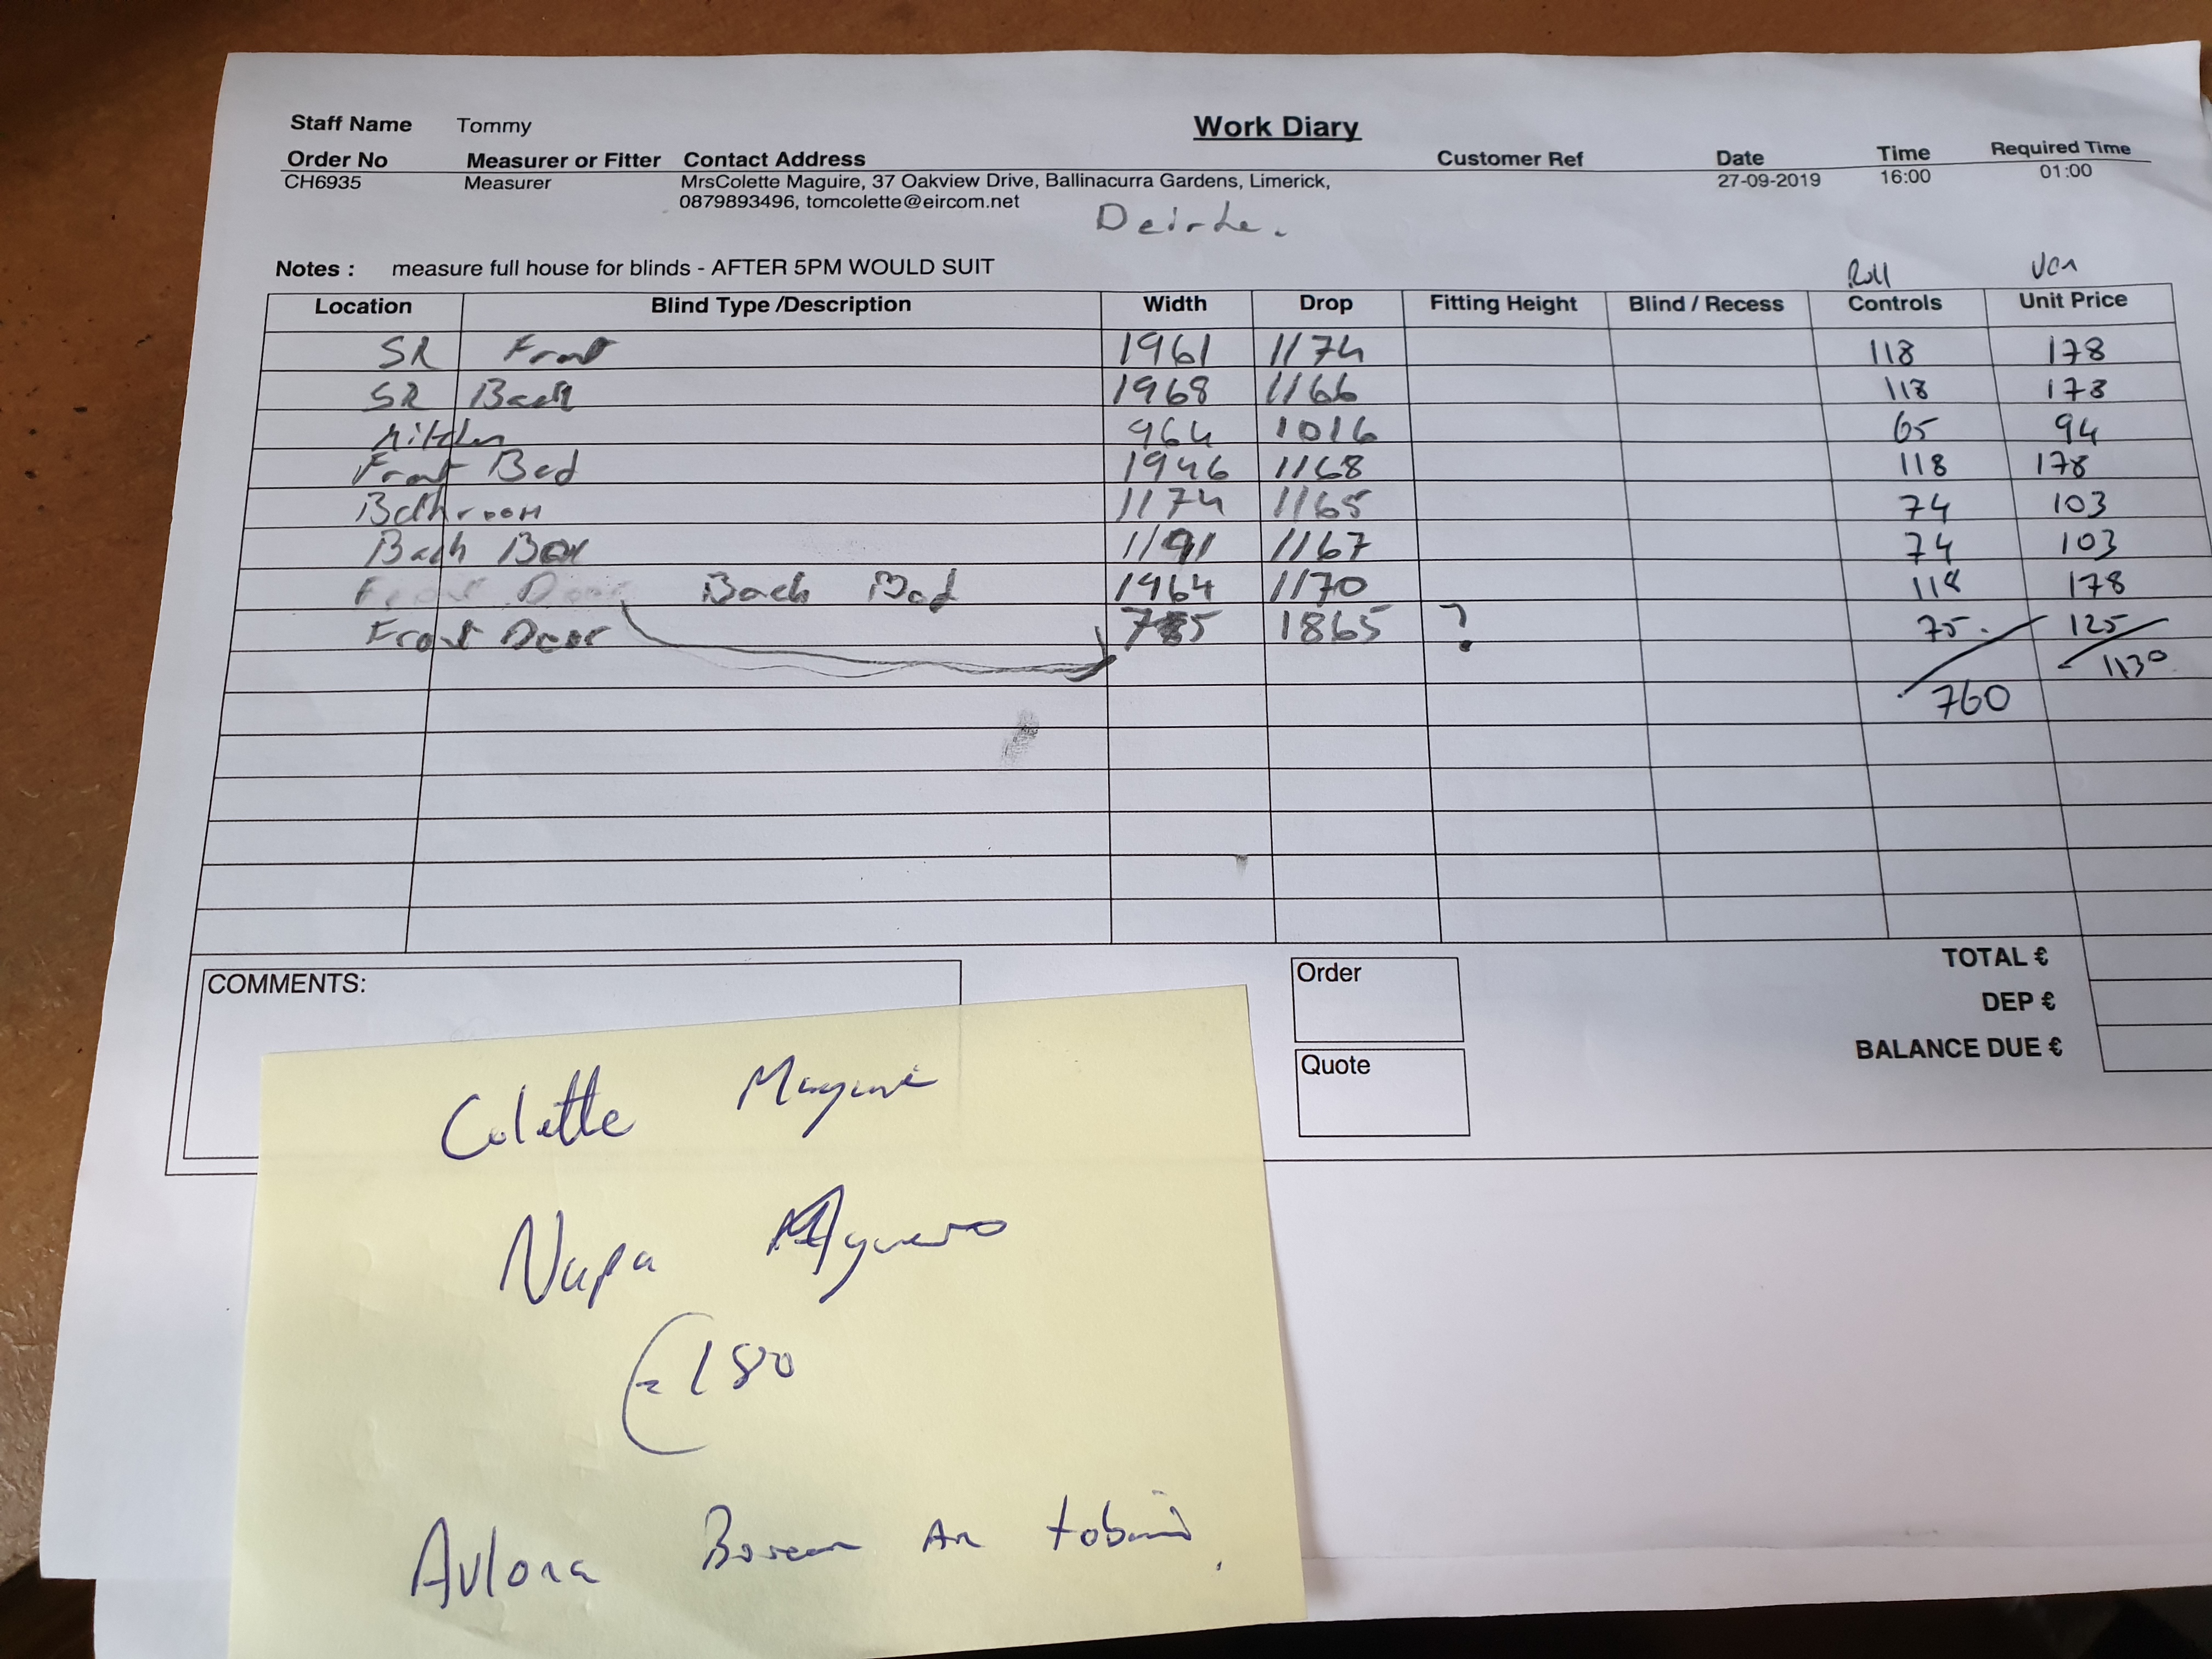 Staff Name Tommy Work Diary
Order No Measurer or Fitter Contact Address Customer Ref Date Time Required Time
CH6935 Measurer MrsColette Maguire, 37 Oakview Drive, Ballinacurra Gardens, Limerick, 27-09-2019 16:00 01:00
0879893496, tomcolette@eircom.net
Notes : measure full house for blinds - AFTER 5PM WOULD SUIT
Roll Ven
Location Blind Type /Description Width Drop Fitting Height Blind / Recess Controls Unit Price
SR Front 1961 1174 118 178
SR Back 1968 1166 118 178
Kitchen 964 1016 65 94
Front Bed 1946 1168 118 178
Bathroom 1174 1165 74 103
Back Box 1191 1167 74 103
Front Door Back Bed 1964 1170 118 178
Front Door 1865 ? 75. 125
1130
760
TOTAL €
DEP €
BALANCE DUE €
COMMENTS:
Order
Quote
Colette Maguire
Napa
€180
Avlona